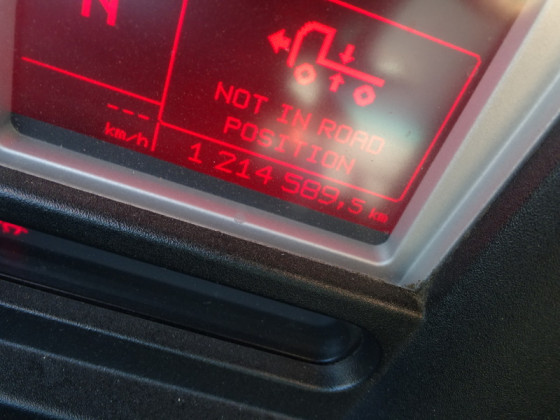 N
NOT IN ROAD
POSITION
---
km/h
1 214 589,5 km